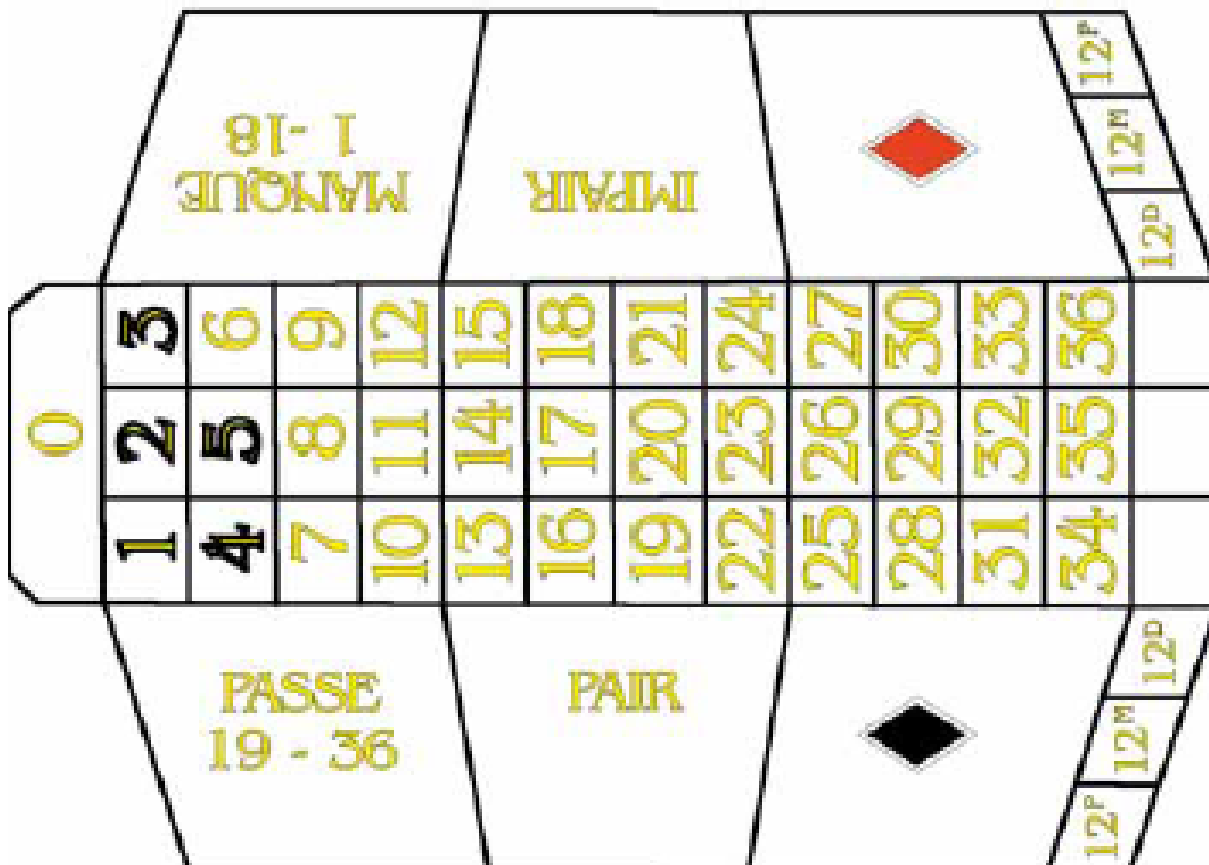 1 - 18
MANQUE
IMPAIR
12P
12M
12D
0
3 6 9 12 15 18 21 24 27 30 33 36
2 5 8 11 14 17 20 23 26 29 32 35
1 4 7 10 13 16 19 22 25 28 31 34
PASSE
19 - 36
PAIR
12D
12M
12P